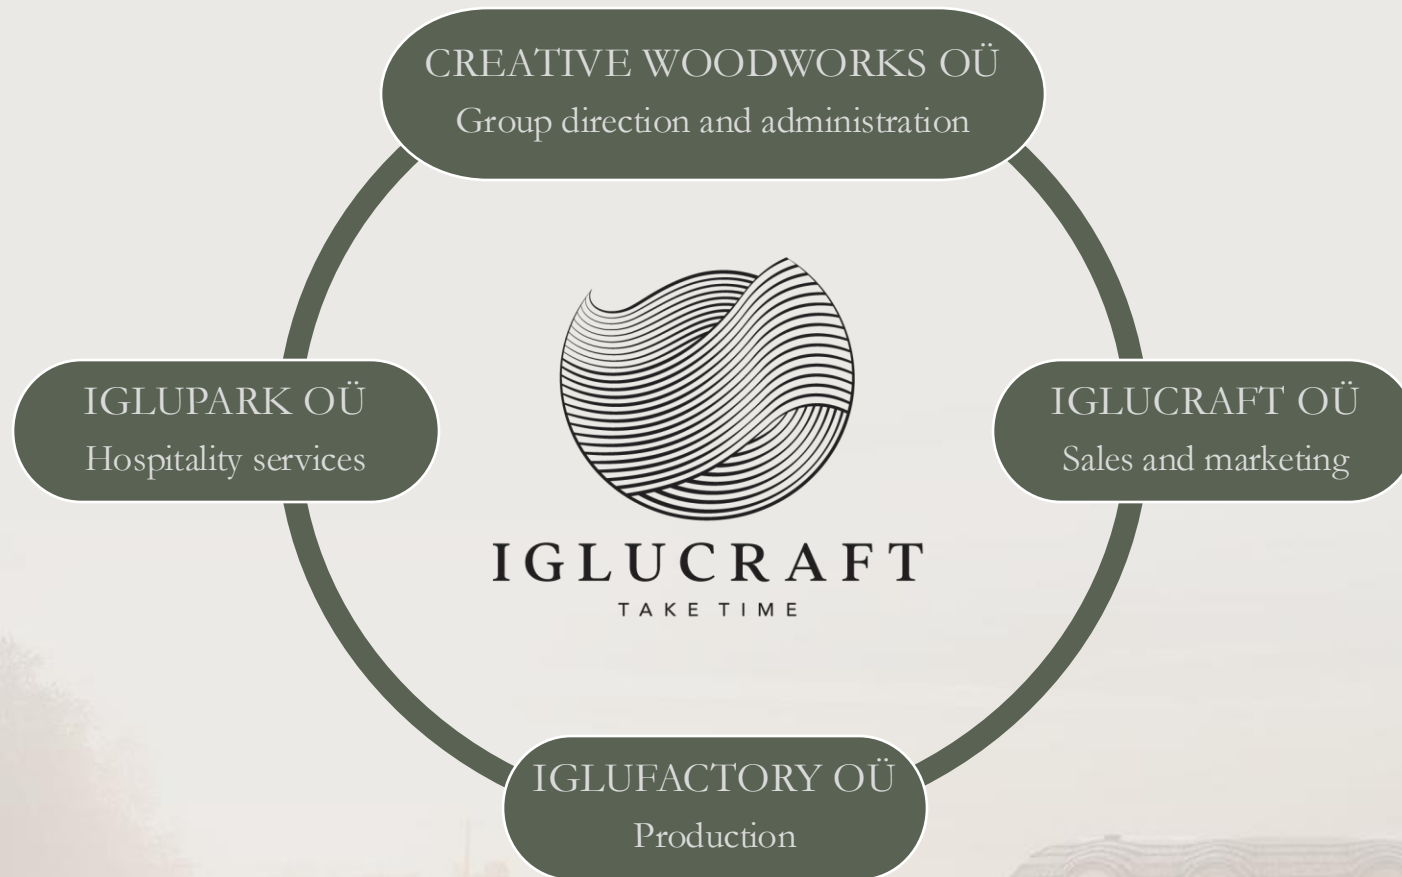 CREATIVE WOODWORKS OÜ
Group direction and administration
IGLUPARK OÜ
Hospitality services
IGLUCRAFT OÜ
Sales and marketing
IGLUCRAFT
TAKE TIME
IGLUFACTORY OÜ
Production